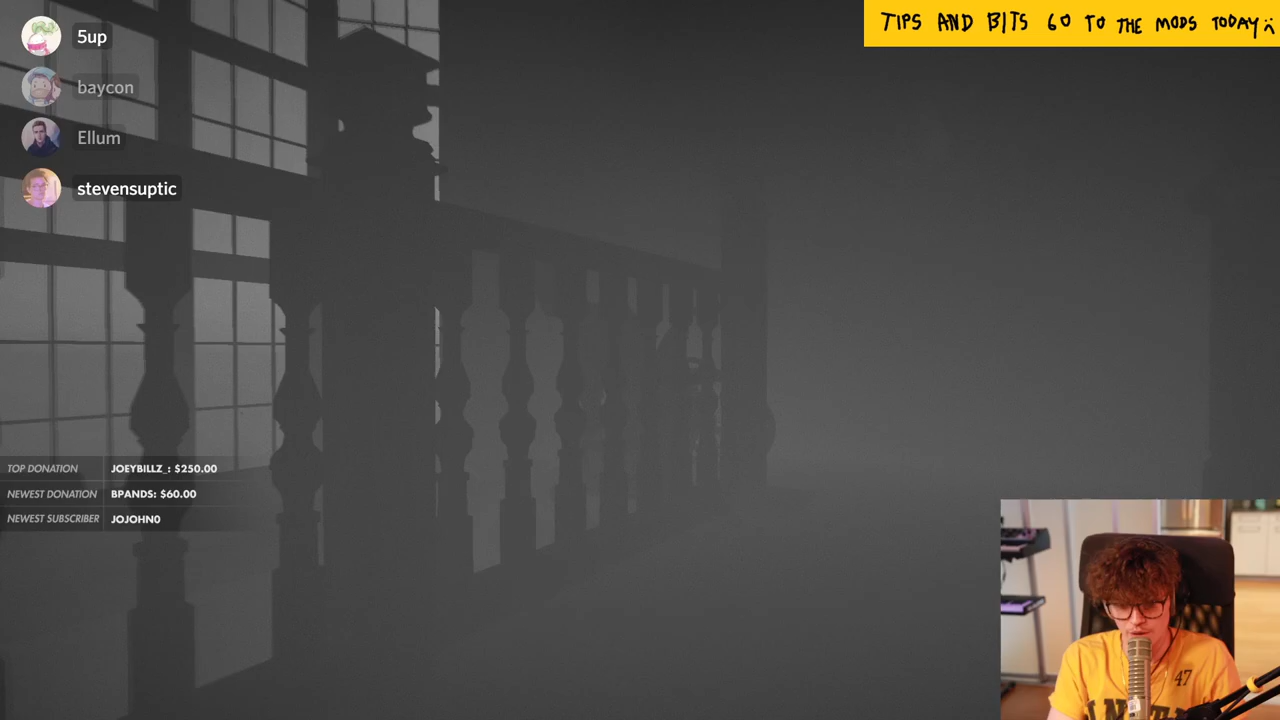 5up
baycon
Ellum
stevensuptic
TIPS AND BITS GO TO THE MODS TODAY
TOP DONATION JOEYBILLZ_: $250.00
NEWEST DONATION BPANDS: $60.00
NEWEST SUBSCRIBER JOJOHN0
47